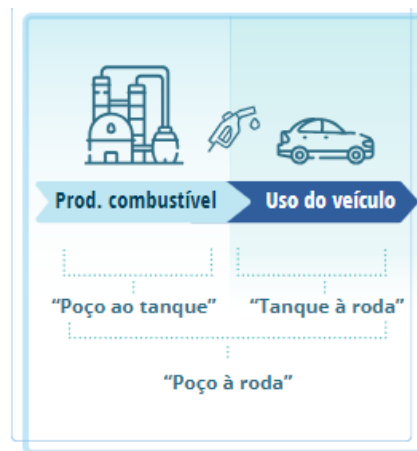 Prod. combustível
Uso do veículo
“Poço ao tanque”
“Tanque à roda”
“Poço à roda”